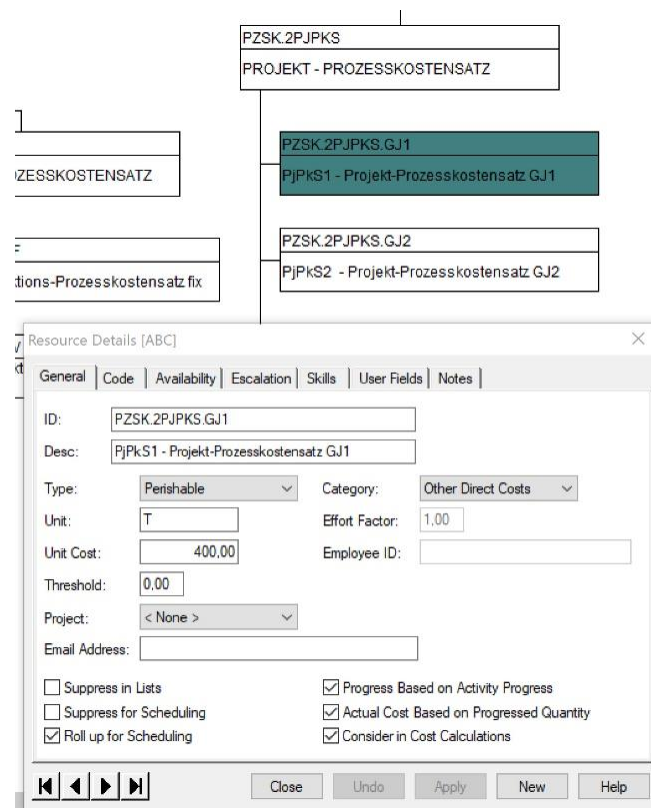 PZSK.2PJPKS
PROJEKT - PROZESSKOSTENSATZ
PZSK.2PJPKS.GJ1
ZESSKOSTENSATZ
PjPkS1 - Projekt-Prozesskostensatz GJ1
PZSK.2PJPKS.GJ2
tions-Prozesskostensatz fix
PjPkS2 - Projekt-Prozesskostensatz GJ2
Resource Details [ABC]
General Code Availability Escalation Skills User Fields Notes
ID: PZSK.2PJPKS.GJ1
Desc: PjPkS1 - Projekt-Prozesskostensatz GJ1
Type: Perishable Category: Other Direct Costs
Unit: T Effort Factor: 1,00
Unit Cost: 400,00 Employee ID:
Threshold: 0,00
Project: < None >
Email Address:
Suppress in Lists Progress Based on Activity Progress
Suppress for Scheduling Actual Cost Based on Progressed Quantity
Roll up for Scheduling Consider in Cost Calculations
Close Undo Apply New Help